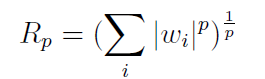 R_p = (\sum_i |w_i|^p)^{\frac{1}{p}}